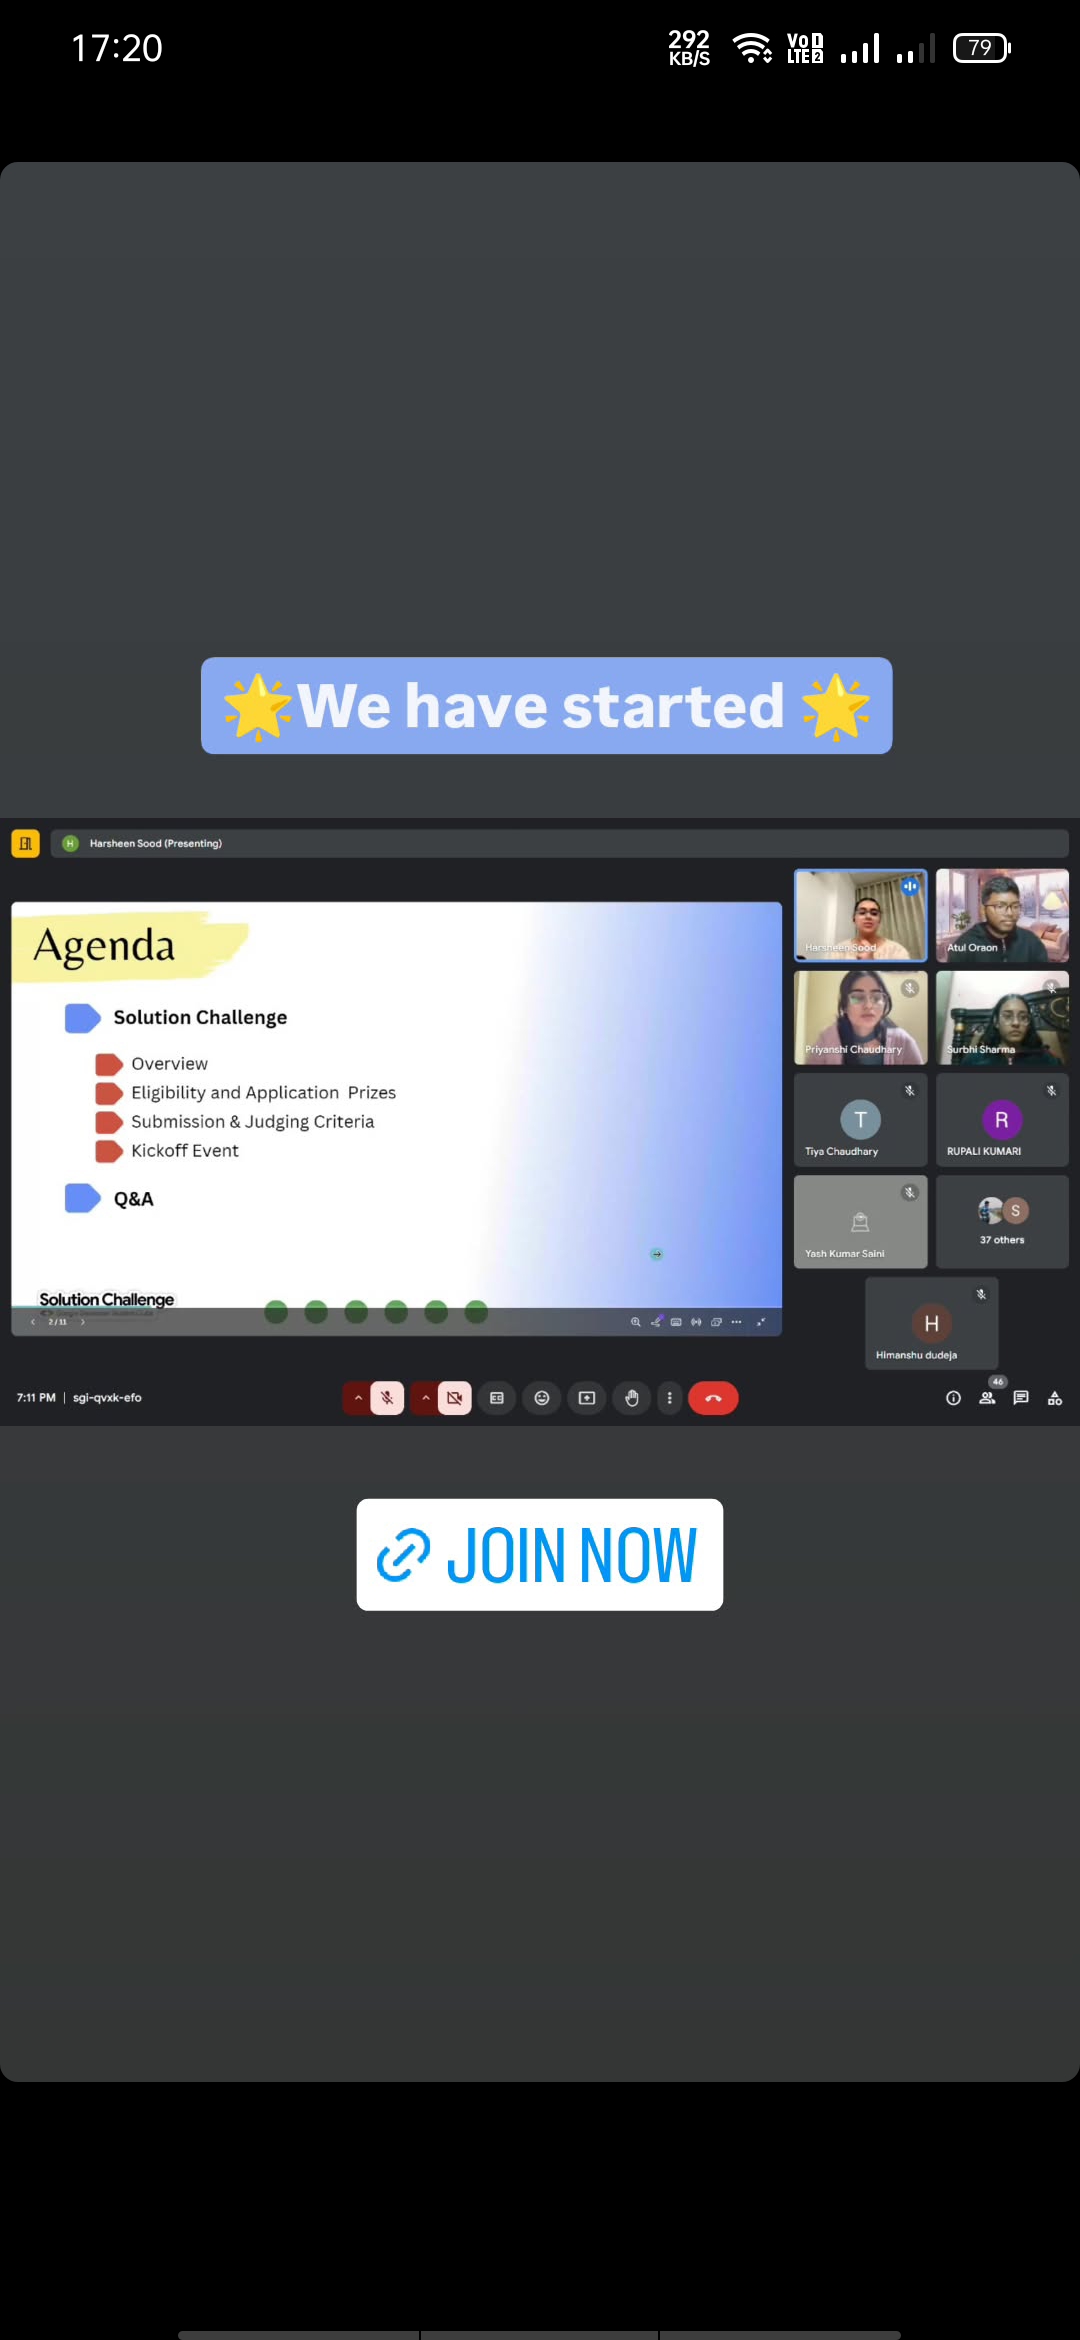 17:20
292 KB/S
VoD LTE 2
79
🌟We have started 🌟
H Harsheen Sood (Presenting)
Agenda
Solution Challenge
Overview
Eligibility and Application Prizes
Submission & Judging Criteria
Kickoff Event
Q&A
Solution Challenge
2/11
Harsheen Sood
Atul Oraon
Priyanshi Chaudhary
Surbhi Sharma
T
Tiya Chaudhary
R
RUPALI KUMARI
Yash Kumar Saini
S
37 others
H
Himanshu dudeja
7:11 PM | sgi-qvxk-efo
CC
46
JOIN NOW